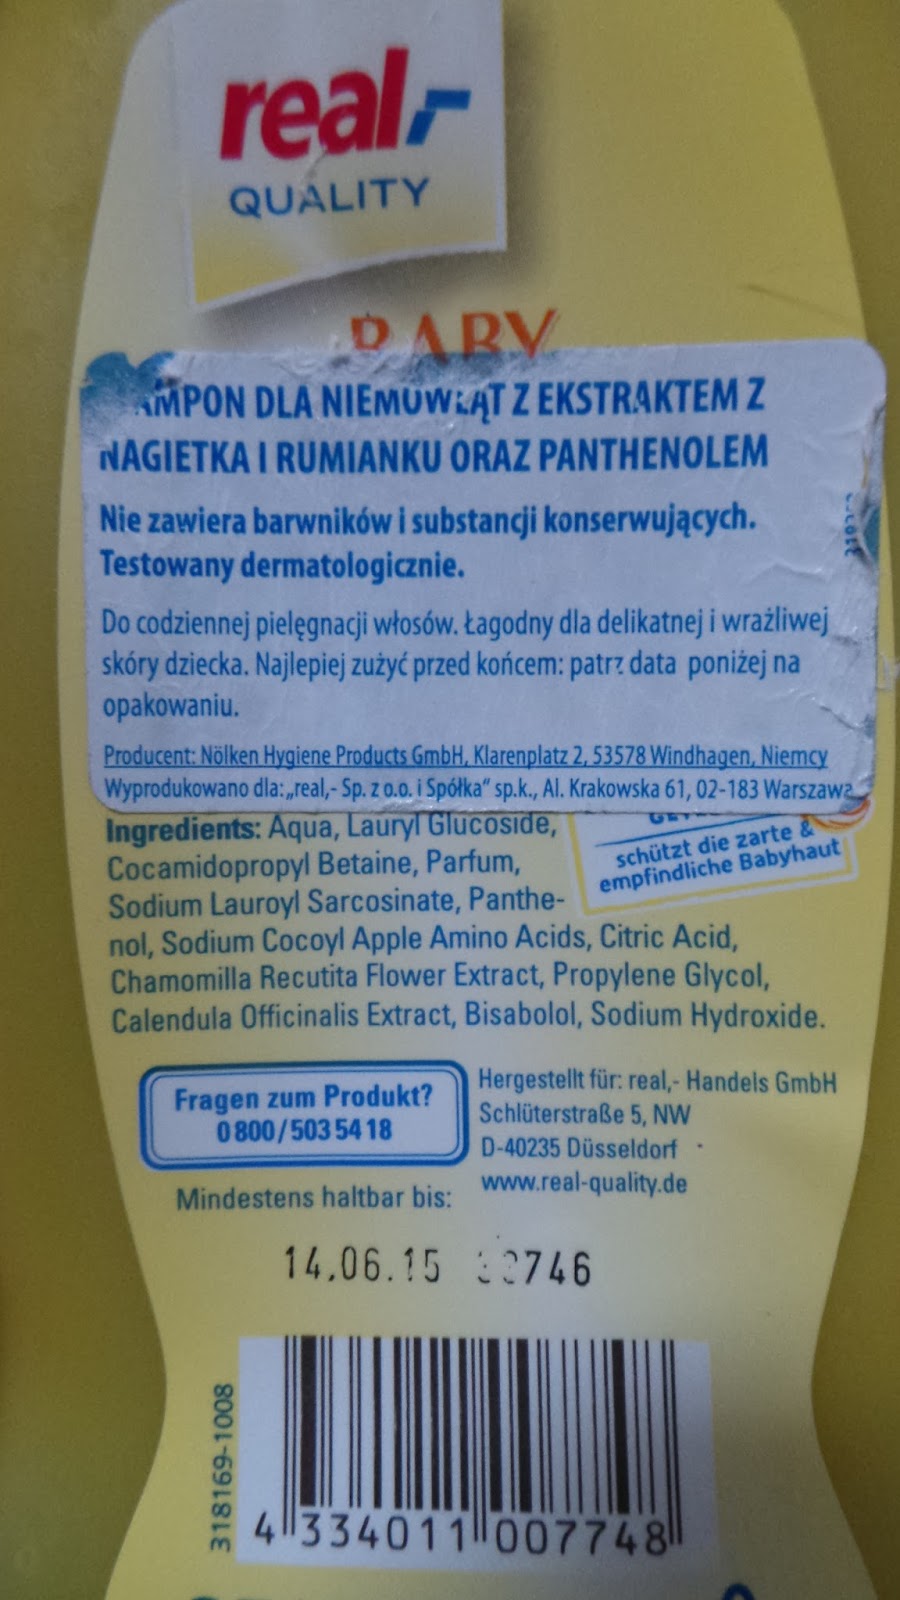 real,-
QUALITY
BABY
AMPON DLA NIEMOWLĄT Z EKSTRAKTEM Z
NAGIETKA I RUMIANKU ORAZ PANTHENOLEM
Nie zawiera barwników i substancji konserwujących.
Testowany dermatologicznie.
Do codziennej pielęgnacji włosów. Łagodny dla delikatnej i wrażliwej
skóry dziecka. Najlepiej zużyć przed końcem: patrz data poniżej na
opakowaniu.
Producent: Nölken Hygiene Products GmbH, Klarenplatz 2, 53578 Windhagen, Niemcy
Wyprodukowano dla: „real,- Sp. z o.o. i Spółka" sp.k., Al. Krakowska 61, 02-183 Warszawa
schützt die zarte &
empfindliche Babyhaut
Ingredients: Aqua, Lauryl Glucoside,
Cocamidopropyl Betaine, Parfum,
Sodium Lauroyl Sarcosinate, Panthe-
nol, Sodium Cocoyl Apple Amino Acids, Citric Acid,
Chamomilla Recutita Flower Extract, Propylene Glycol,
Calendula Officinalis Extract, Bisabolol, Sodium Hydroxide.
Fragen zum Produkt?
0 800/503 54 18
Hergestellt für: real,- Handels GmbH
Schlüterstraße 5, NW
D-40235 Düsseldorf
www.real-quality.de
Mindestens haltbar bis:
14.06.15
318169-1008
4 334011 007748